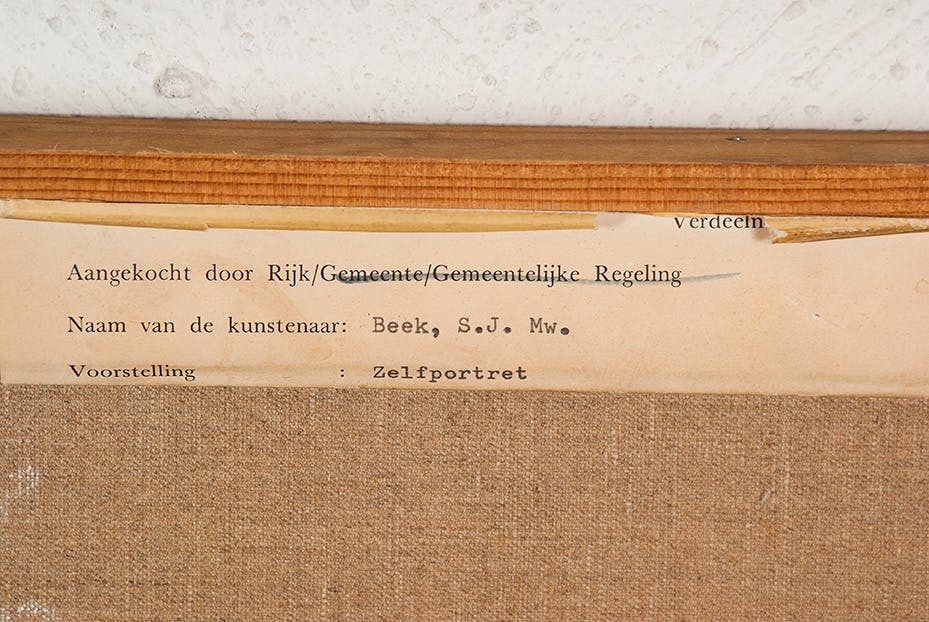 Verdeeln
Aangekocht door Rijk/Gemeente/Gemeentelijke Regeling
Naam van de kunstenaar: Beek, S.J. Mw.
Voorstelling : Zelfportret